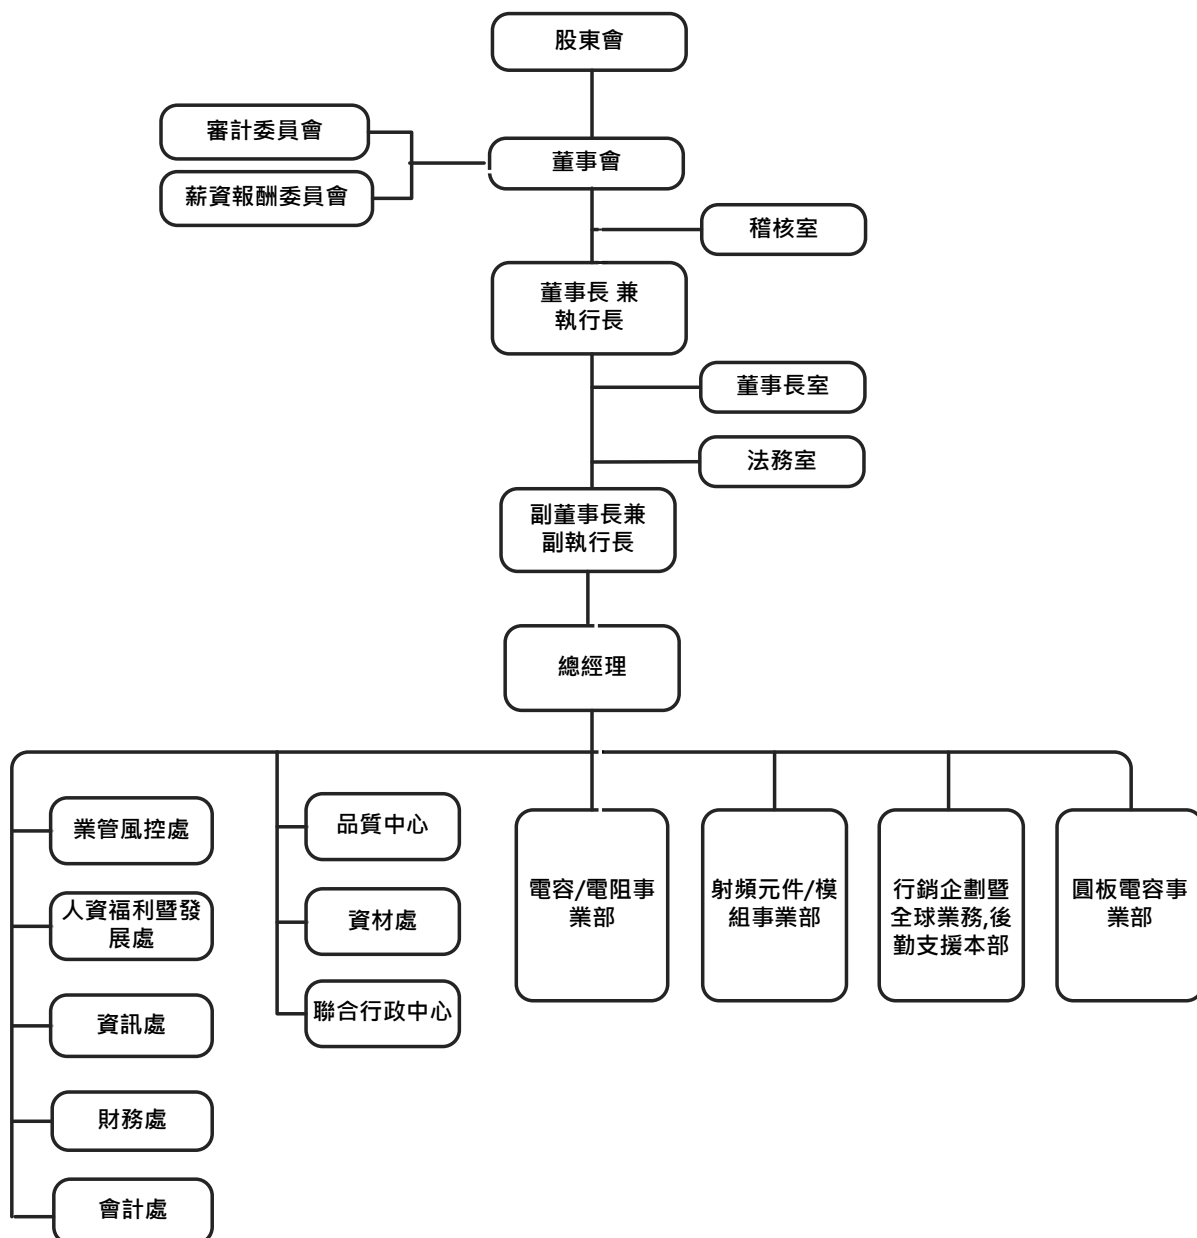 股東會
審計委員會
董事會
薪資報酬委員會
稽核室
董事長 兼
執行長
董事長室
法務室
副董事長兼
副執行長
總經理
業管風控處
人資福利暨發
展處
資訊處
財務處
會計處
品質中心
資材處
聯合行政中心
電容/電阻事
業部
射頻元件/模
組事業部
行銷企劃暨
全球業務,後
勤支援本部
圓板電容事
業部